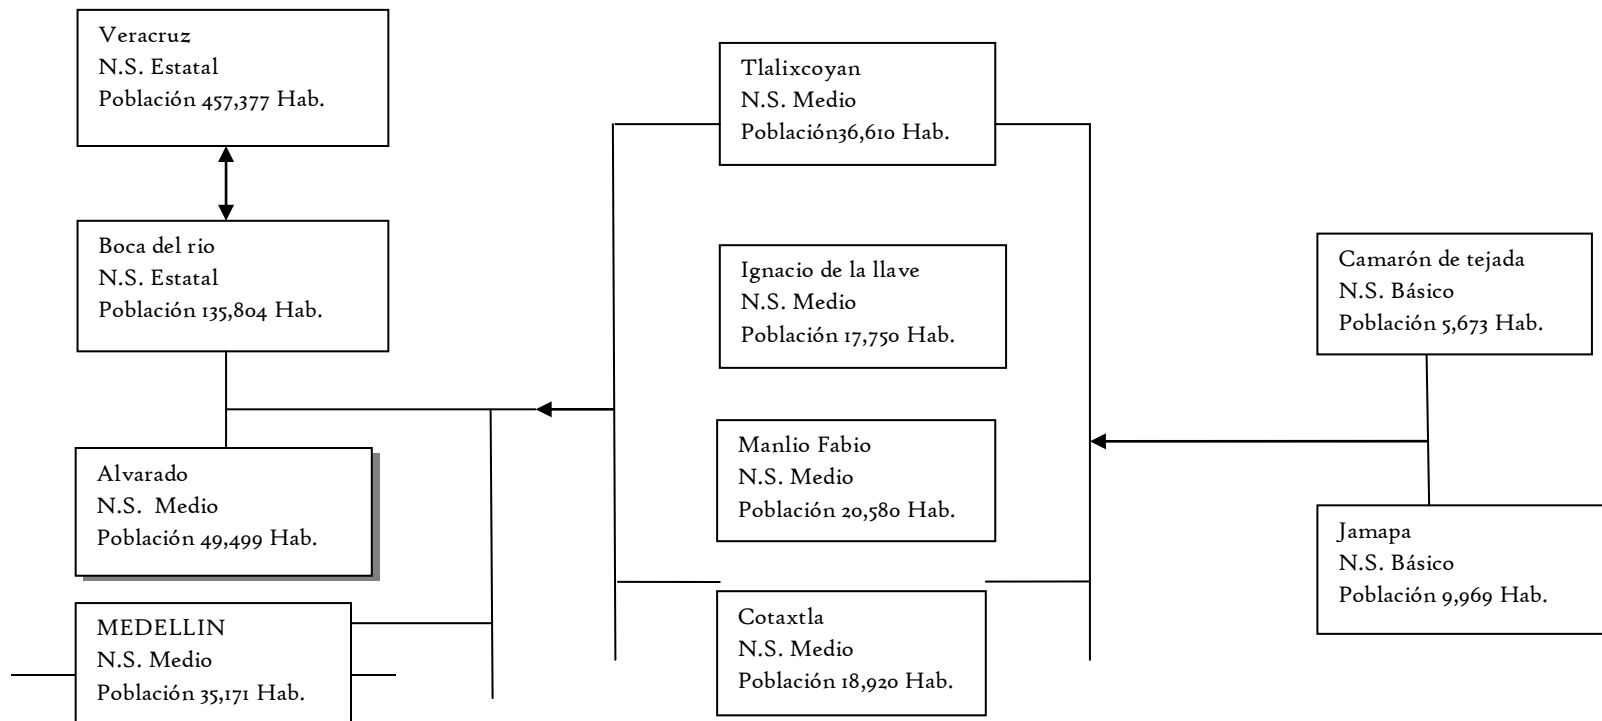 Veracruz
N.S. Estatal
Población 457,377 Hab.
Boca del rio
N.S. Estatal
Población 135,804 Hab.
Alvarado
N.S.  Medio
Población 49,499 Hab.
MEDELLIN
N.S. Medio
Población 35,171 Hab.
Tlalixcoyan
N.S. Medio
Población36,610 Hab.
Ignacio de la llave
N.S. Medio
Población 17,750 Hab.
Manlio Fabio
N.S. Medio
Población 20,580 Hab.
Cotaxtla
N.S. Medio
Población 18,920 Hab.
Camarón de tejada
N.S. Básico
Población 5,673 Hab.
Jamapa
N.S. Básico
Población 9,969 Hab.